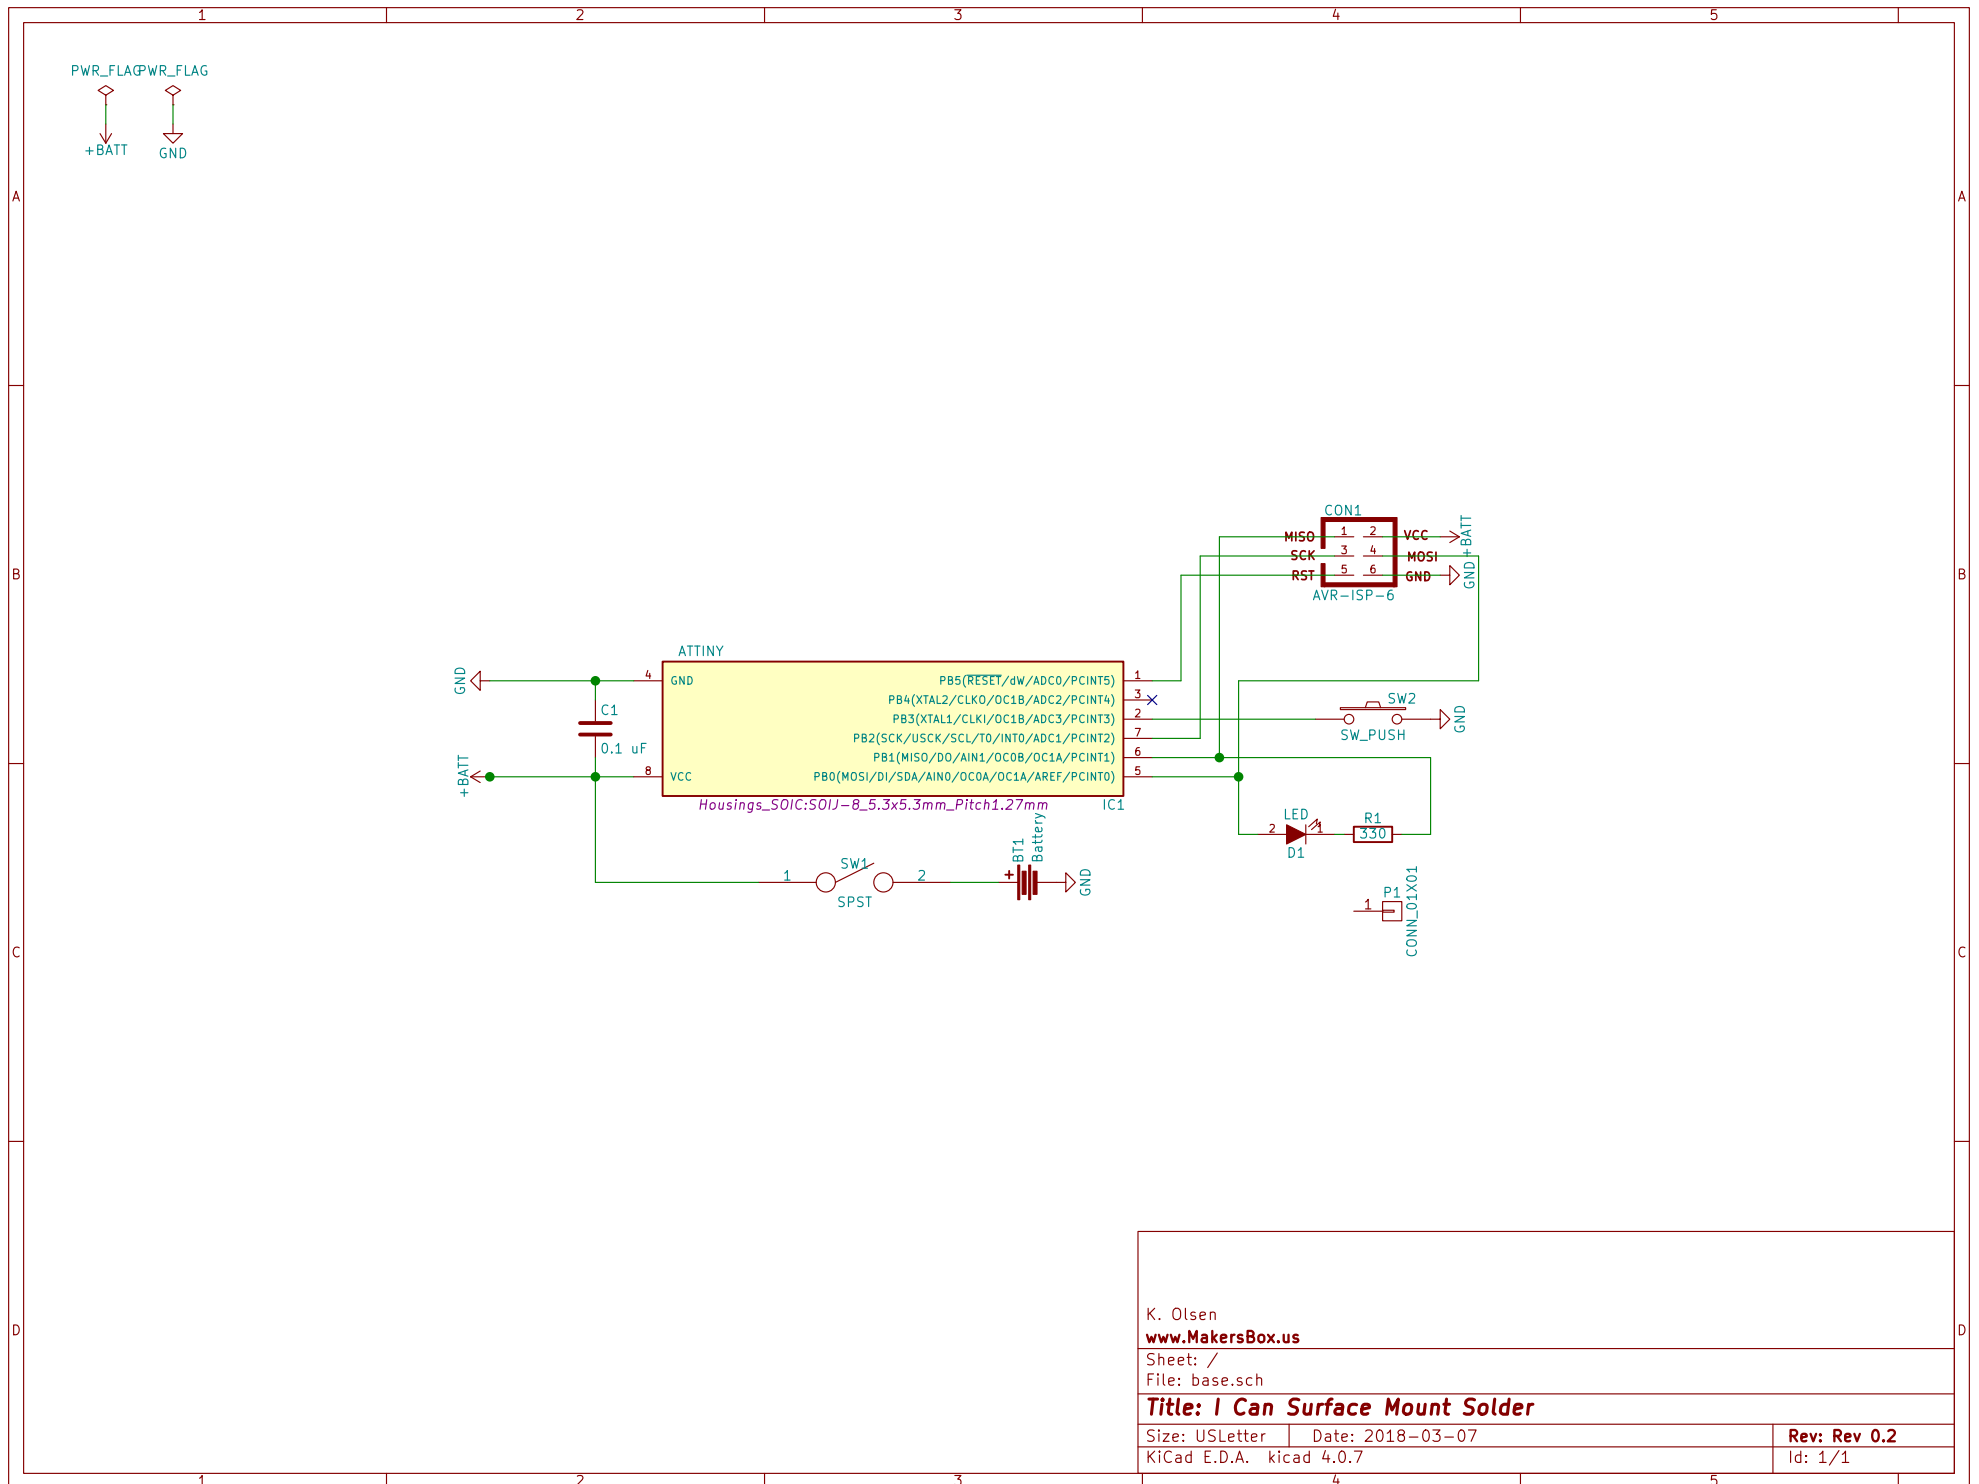 1 2 3 4 5
PWR_FLAG PWR_FLAG
+BATT GND
A A
CON1
MISO 1 2 VCC +BATT
SCK 3 4 MOSI
RST 5 6 GND GND
AVR-ISP-6
B B
ATTINY
GND 4 GND PB5(RESET/dW/ADC0/PCINT5) 1
PB4(XTAL2/CLKO/OC1B/ADC2/PCINT4) 3
SW2
C1 PB3(XTAL1/CLKI/OC1B/ADC3/PCINT3) 2 GND
SW_PUSH
0.1 uF PB2(SCK/USCK/SCL/T0/INT0/ADC1/PCINT2) 7
PB1(MISO/DO/AIN1/OC0B/OC1A/PCINT1) 6
+BATT 8 VCC PB0(MOSI/DI/SDA/AIN0/OC0A/OC1A/AREF/PCINT0) 5
Housings_SOIC:SOIJ-8_5.3x5.3mm_Pitch1.27mm IC1
LED R1
2 1 330
D1
SW1 BT1 Battery
1 2 + GND
SPST
P1
1 CONN_01X01
C C
K. Olsen
www.MakersBox.us
D D
Sheet: /
File: base.sch
Title: I Can Surface Mount Solder
Size: USLetter Date: 2018-03-07 Rev: Rev 0.2
KiCad E.D.A. kicad 4.0.7 Id: 1/1
1 2 3 4 5